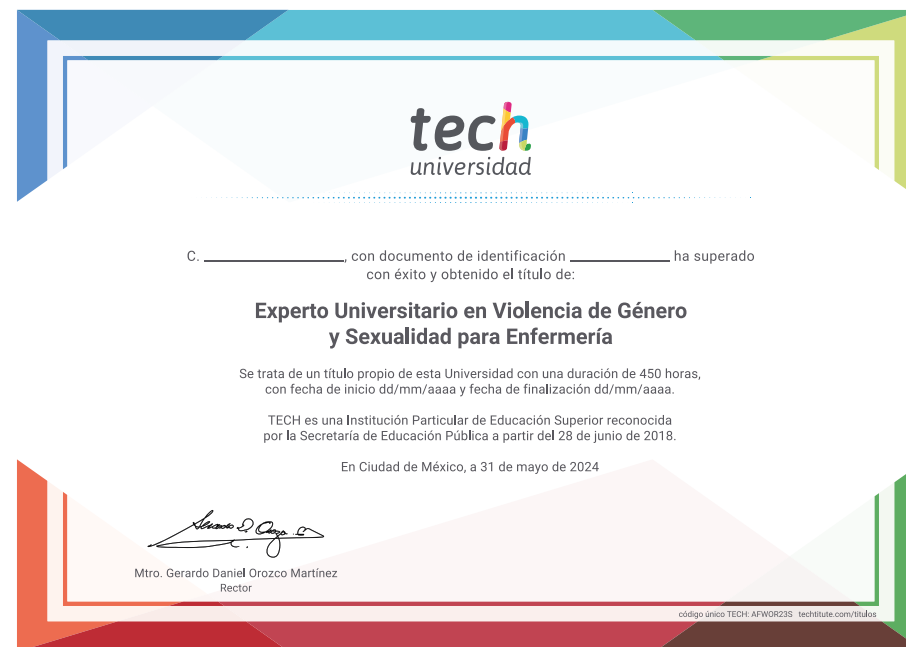 tech
universidad
C. ____________________, con documento de identificación ______________ ha superado
con éxito y obtenido el título de:
Experto Universitario en Violencia de Género
y Sexualidad para Enfermería
Se trata de un título propio de esta Universidad con una duración de 450 horas,
con fecha de inicio dd/mm/aaaa y fecha de finalización dd/mm/aaaa.
TECH es una Institución Particular de Educación Superior reconocida
por la Secretaría de Educación Pública a partir del 28 de junio de 2018.
En Ciudad de México, a 31 de mayo de 2024
Mtro. Gerardo Daniel Orozco Martínez
Rector
código único TECH: AFWOR23S techtitute.com/titulos